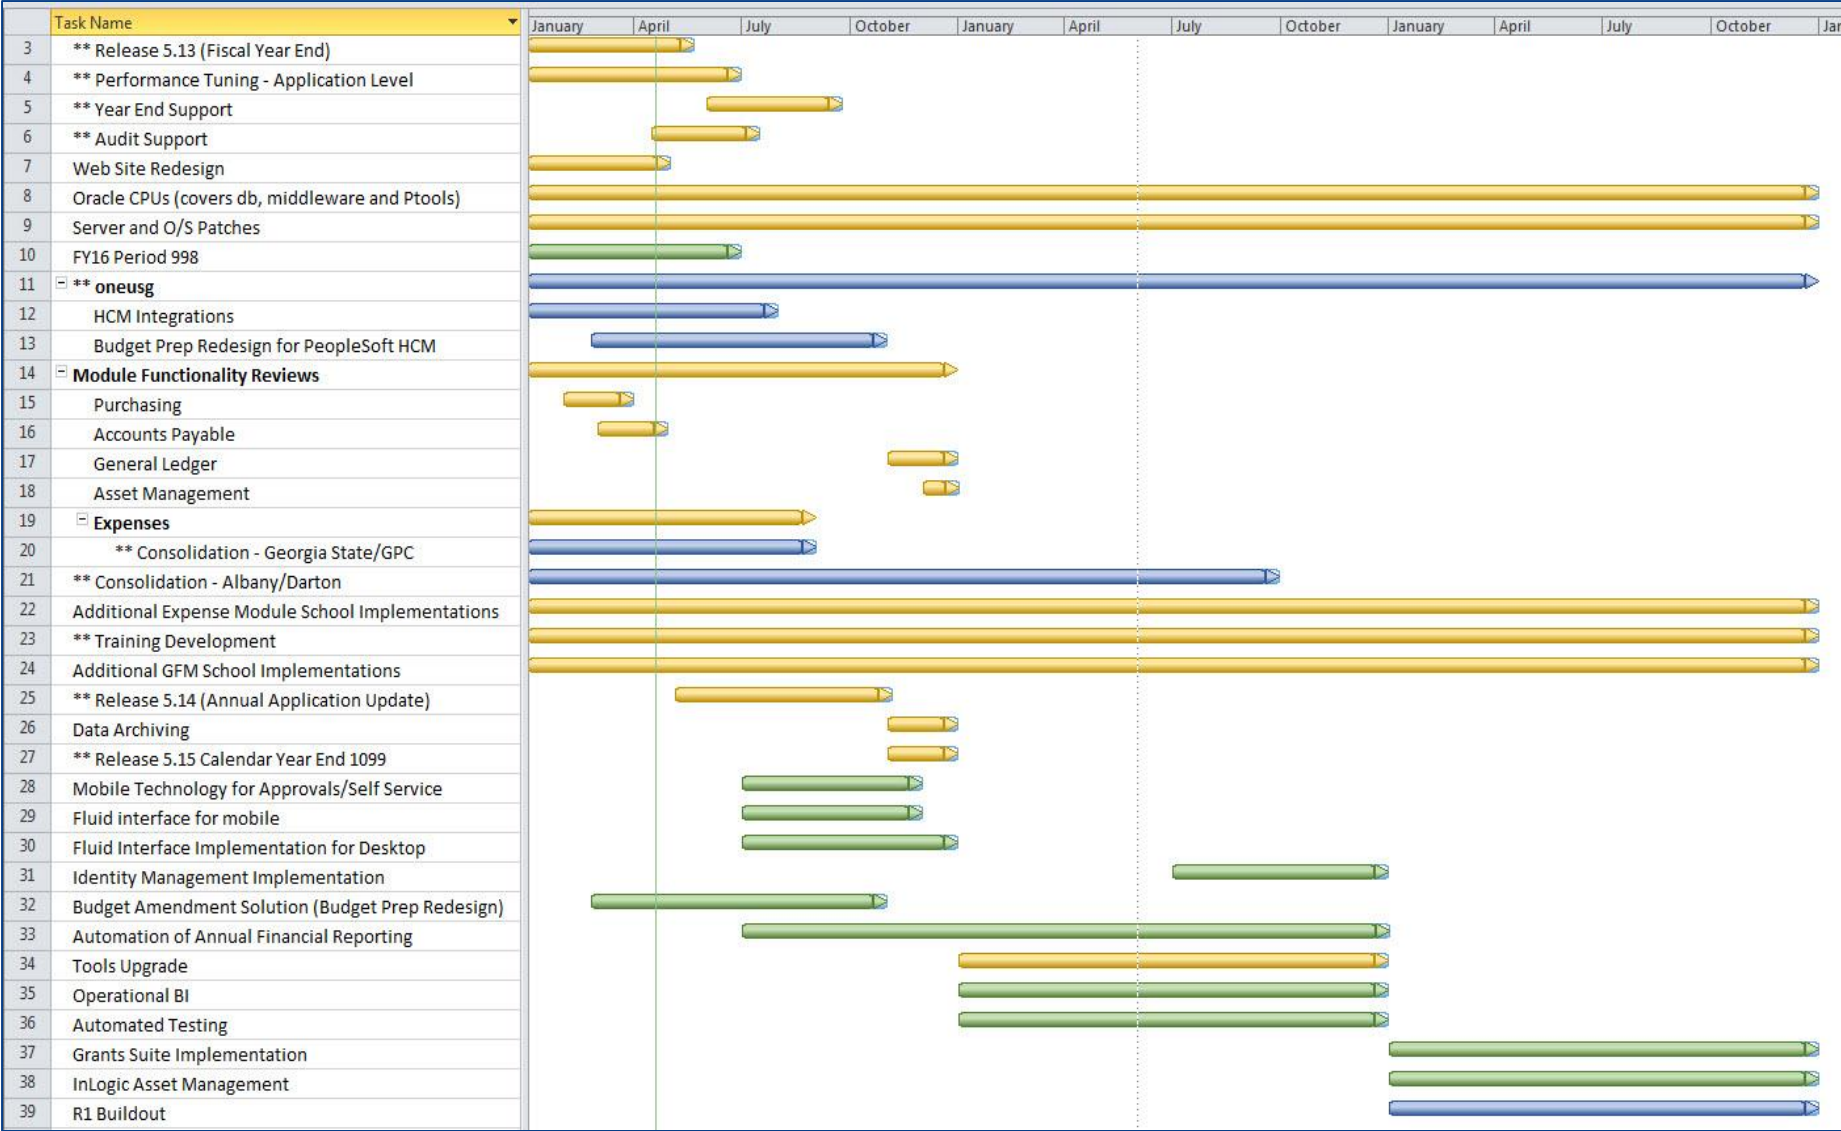 Task Name January April July October January April July October January April July October Jan
3 ** Release 5.13 (Fiscal Year End)
4 ** Performance Tuning - Application Level
5 ** Year End Support
6 ** Audit Support
7 Web Site Redesign
8 Oracle CPUs (covers db, middleware and Ptools)
9 Server and O/S Patches
10 FY16 Period 998
11 ** oneusg
12 HCM Integrations
13 Budget Prep Redesign for PeopleSoft HCM
14 Module Functionality Reviews
15 Purchasing
16 Accounts Payable
17 General Ledger
18 Asset Management
19 Expenses
20 ** Consolidation - Georgia State/GPC
21 ** Consolidation - Albany/Darton
22 Additional Expense Module School Implementations
23 ** Training Development
24 Additional GFM School Implementations
25 ** Release 5.14 (Annual Application Update)
26 Data Archiving
27 ** Release 5.15 Calendar Year End 1099
28 Mobile Technology for Approvals/Self Service
29 Fluid interface for mobile
30 Fluid Interface Implementation for Desktop
31 Identity Management Implementation
32 Budget Amendment Solution (Budget Prep Redesign)
33 Automation of Annual Financial Reporting
34 Tools Upgrade
35 Operational BI
36 Automated Testing
37 Grants Suite Implementation
38 InLogic Asset Management
39 R1 Buildout